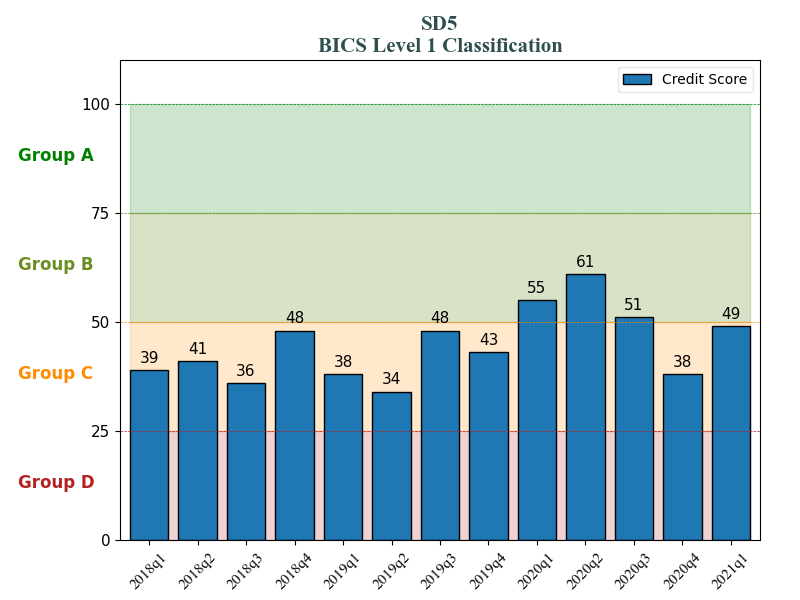 SD5
BICS Level 1 Classification
Credit Score
100
Group A
75
Group B
61
55
51
50
49
48
48
43
41
39
38
38
36
34
Group C
25
Group D
0
2018q1
2018q2
2018q3
2018q4
2019q1
2019q2
2019q3
2019q4
2020q1
2020q2
2020q3
2020q4
2021q1